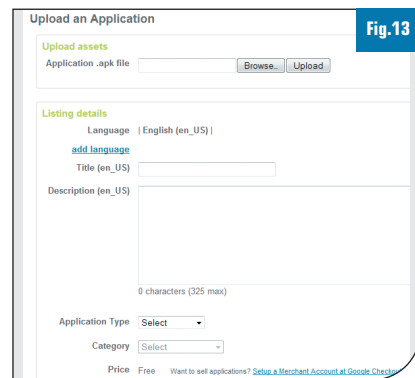 Upload an Application
Fig.13
Upload assets
Application .apk file
Browse.. Upload
Listing details
Language | English (en_US) |
add language
Title (en_US)
Description (en_US)
0 characters (325 max)
Application Type Select
Category Select
Price Free Want to sell applications? Setup a Merchant Account at Google Checkout